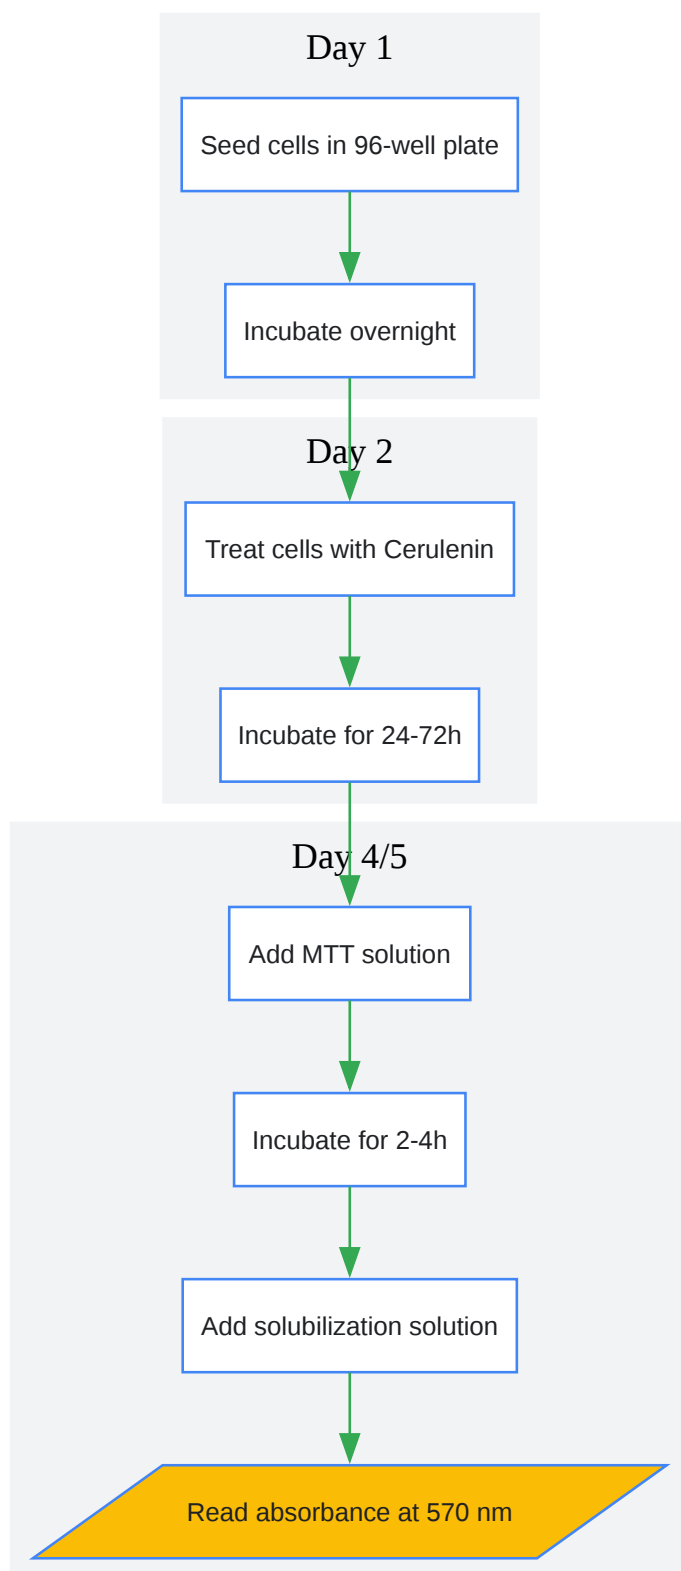 Day 1
Seed cells in 96-well plate
Incubate overnight
Day 2
Treat cells with Cerulenin
Incubate for 24-72h
Day 4/5
Add MTT solution
Incubate for 2-4h
Add solubilization solution
Read absorbance at 570 nm